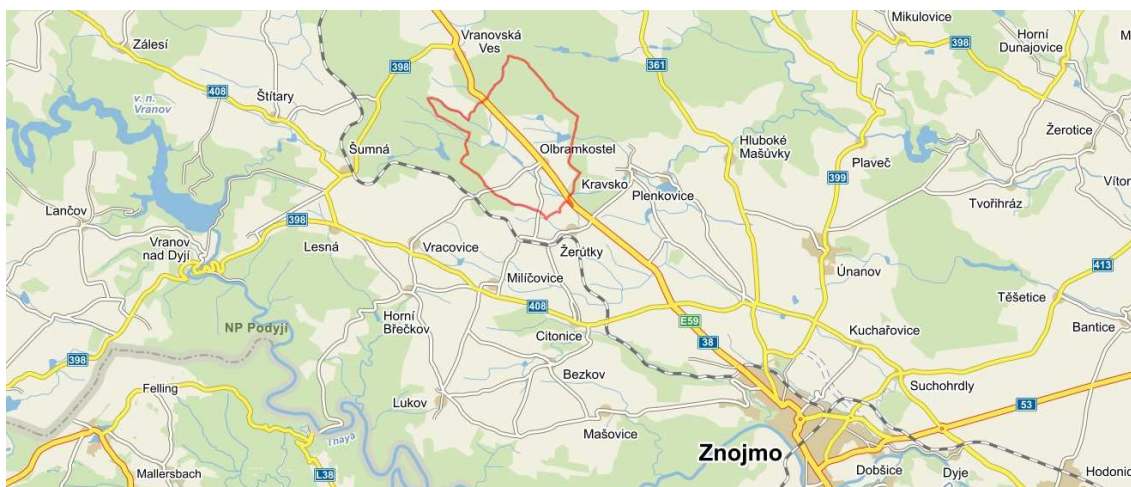 Mikulovice
Vranovská
Ves
Zálesí
398
Horní
Dunajovice
M
398
361
v. n.
Vranov
408
Štítary
Žerotice
Šumná
Olbramkostel
Hluboké
Mašůvky
Plaveč
399
Kravsko
Vítor
Plenkovice
Tvořihráz
Lančov
398
Vranov
nad Dyjí
Lesná
Vracovice
Žerůtky
Únanov
413
Milíčovice
Těšetice
NP Podyjí
Horní
Břečkov
408
E59
Bantice
Citonice
38
Kuchařovice
398
Felling
Bezkov
Suchohrdly
Lukov
53
Thaya
Mašovice
Znojmo
Mallersbach
L38
Dobšice
Dyje
Hodonic